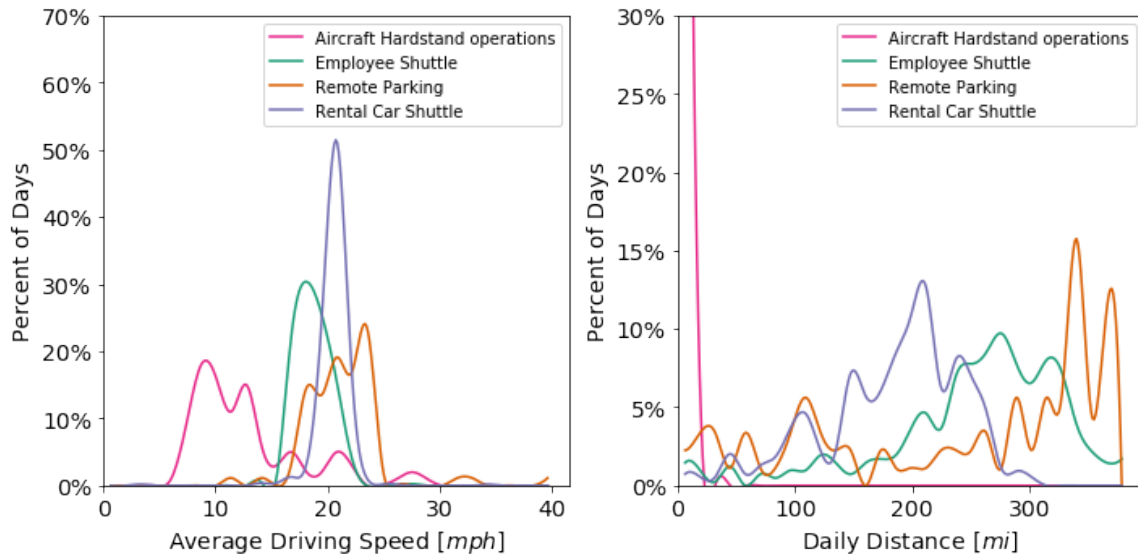 70%
60%
50%
40%
30%
20%
10%
0%
Percent of Days
Aircraft Hardstand operations
Employee Shuttle
Remote Parking
Rental Car Shuttle
0 10 20 30 40
Average Driving Speed [mph]
30%
25%
20%
15%
10%
5%
0%
Percent of Days
Aircraft Hardstand operations
Employee Shuttle
Remote Parking
Rental Car Shuttle
0 100 200 300
Daily Distance [mi]